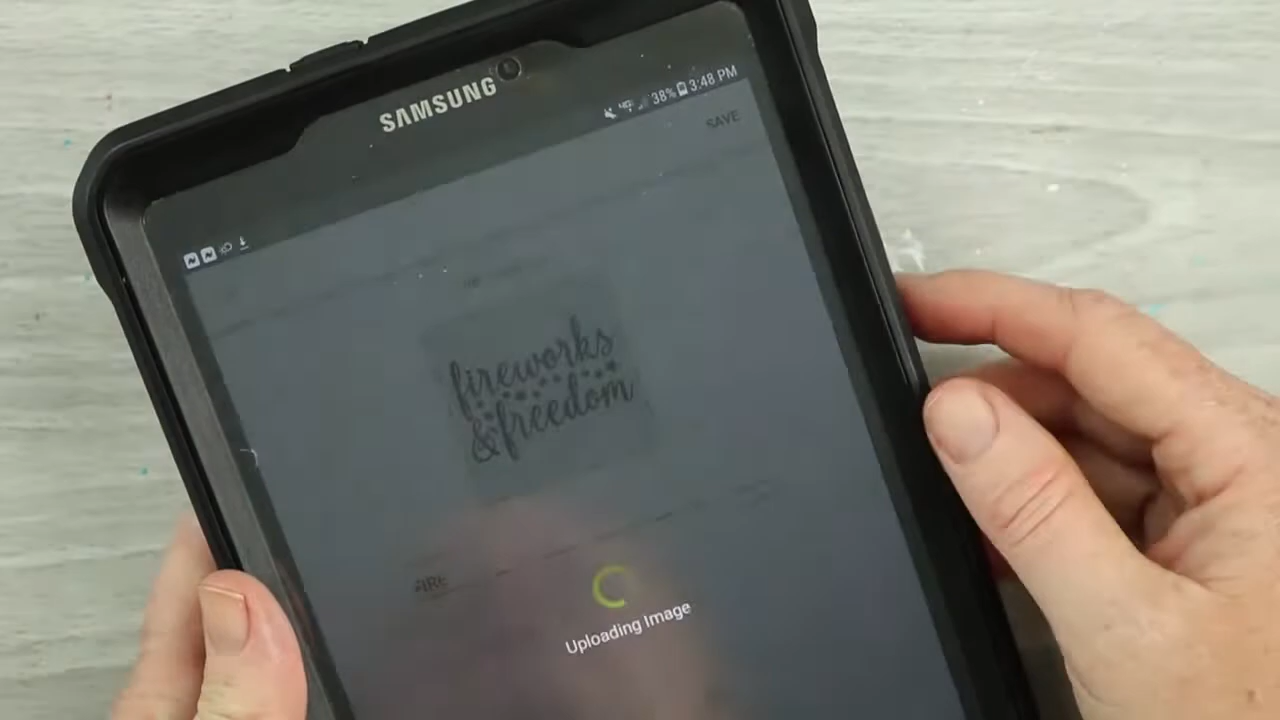 SAMSUNG
38% 3:48 PM
SAVE
fireworks
& freedom
Uploading Image